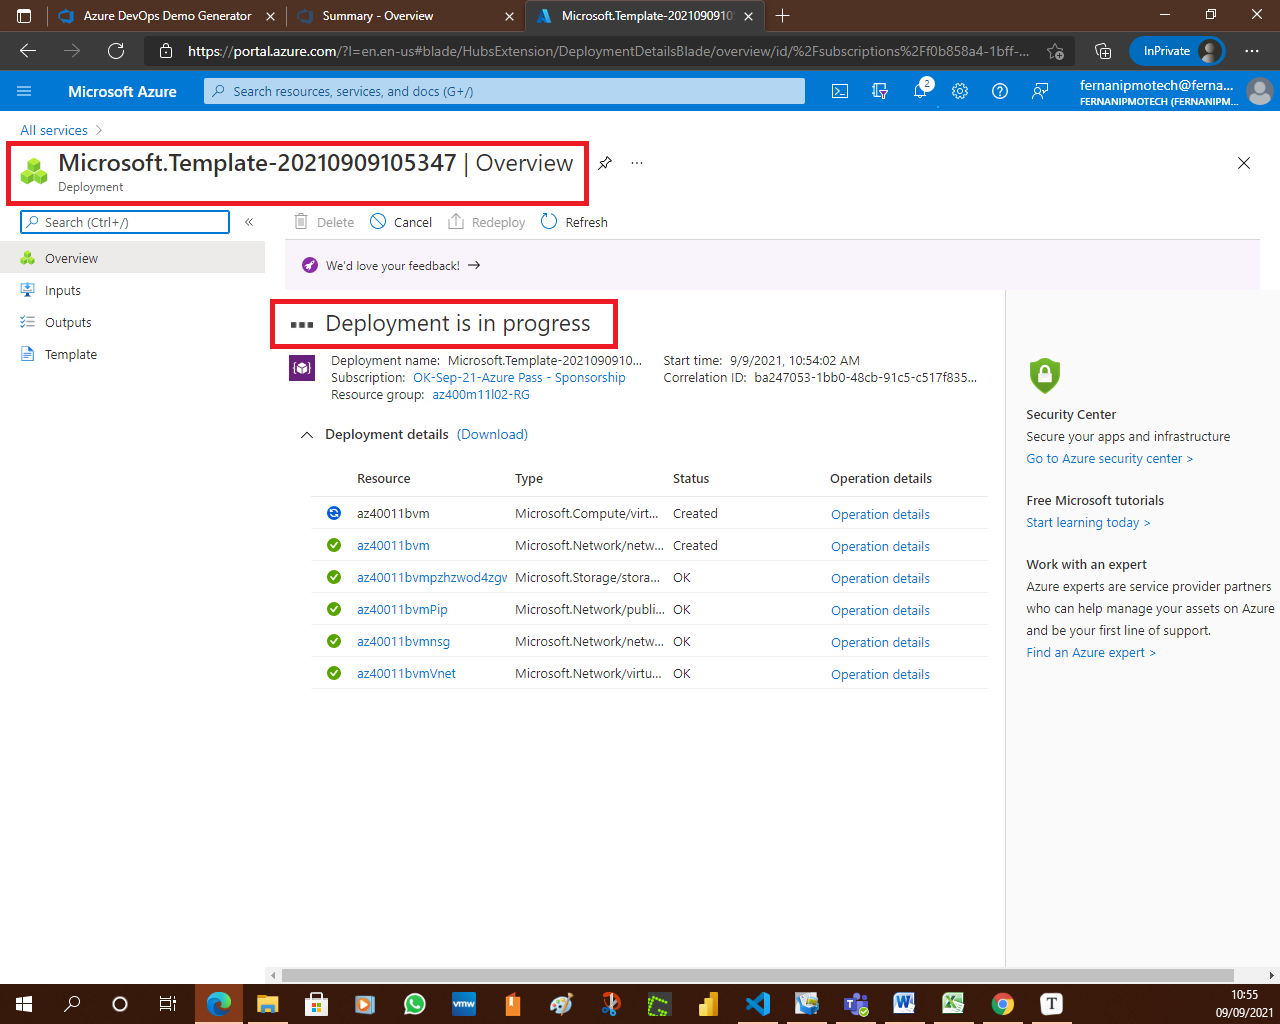 Azure DevOps Demo Generator
Summary - Overview
Microsoft.Template-2021090910
https://portal.azure.com/?l=en.en-us#blade/HubsExtension/DeploymentDetailsBlade/overview/id/%2Fsubscriptions%2Ff0b858a4-1bff-...
InPrivate
Microsoft Azure
Search resources, services, and docs (G+/)
2
fernanipmotech@ferna...
FERNANIPMOTECH (FERNANIPM...
All services
Microsoft.Template-20210909105347 | Overview
Deployment
Search (Ctrl+/)
Delete
Cancel
Redeploy
Refresh
Overview
Inputs
Outputs
Template
We'd love your feedback!
Deployment is in progress
Deployment name: Microsoft.Template-2021090910...
Subscription: OK-Sep-21-Azure Pass - Sponsorship
Resource group: az400m11l02-RG
Start time: 9/9/2021, 10:54:02 AM
Correlation ID: ba247053-1bb0-48cb-91c5-c517f835...
Deployment details (Download)
Resource Type Status Operation details
az40011bvm Microsoft.Compute/virt... Created Operation details
az40011bvm Microsoft.Network/netw... Created Operation details
az40011bvmpzhzwod4zgw Microsoft.Storage/stora... OK Operation details
az40011bvmPip Microsoft.Network/publi... OK Operation details
az40011bvmnsg Microsoft.Network/netw... OK Operation details
az40011bvmVnet Microsoft.Network/virtu... OK Operation details
Security Center
Secure your apps and infrastructure
Go to Azure security center >
Free Microsoft tutorials
Start learning today >
Work with an expert
Azure experts are service provider partners
who can help manage your assets on Azure
and be your first line of support.
Find an Azure expert >
vmw
T
10:55
09/09/2021